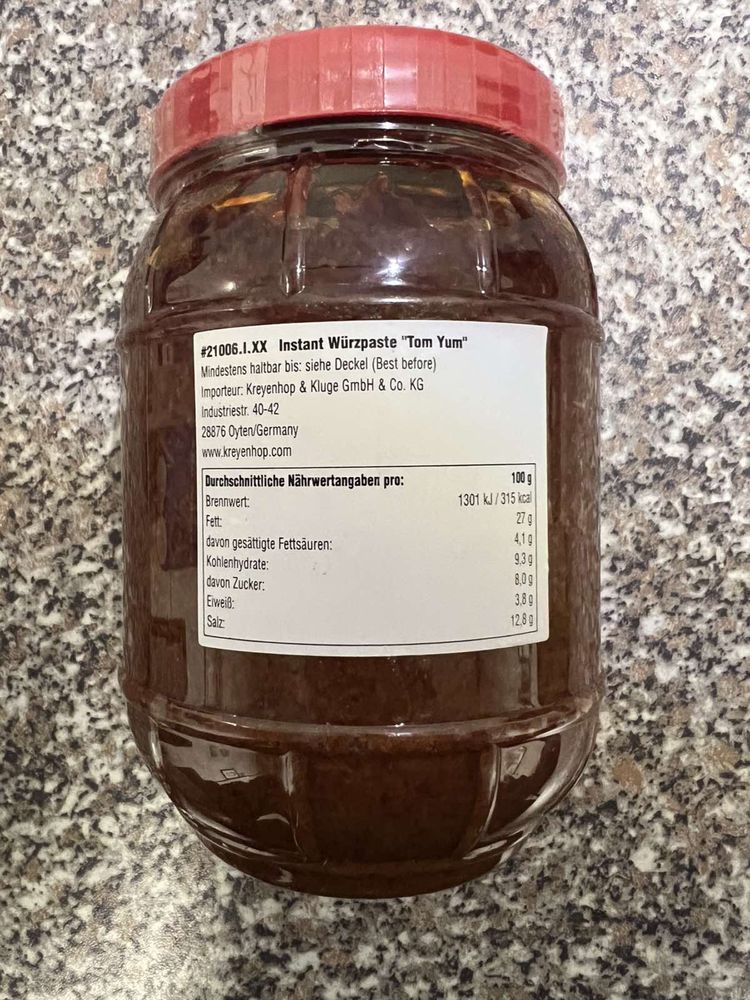 #21006.I.XX Instant Würzpaste "Tom Yum"
Mindestens haltbar bis: siehe Deckel (Best before)
Importeur: Kreyenhop & Kluge GmbH & Co. KG
Industriestr. 40-42
28876 Oyten/Germany
www.kreyenhop.com
Durchschnittliche Nährwertangaben pro: 100 g
Brennwert: 1301 kJ / 315 kcal
Fett: 27 g
davon gesättigte Fettsäuren: 4,1 g
Kohlenhydrate: 9,3 g
davon Zucker: 8,0 g
Eiweiß: 3,8 g
Salz: 12,8 g